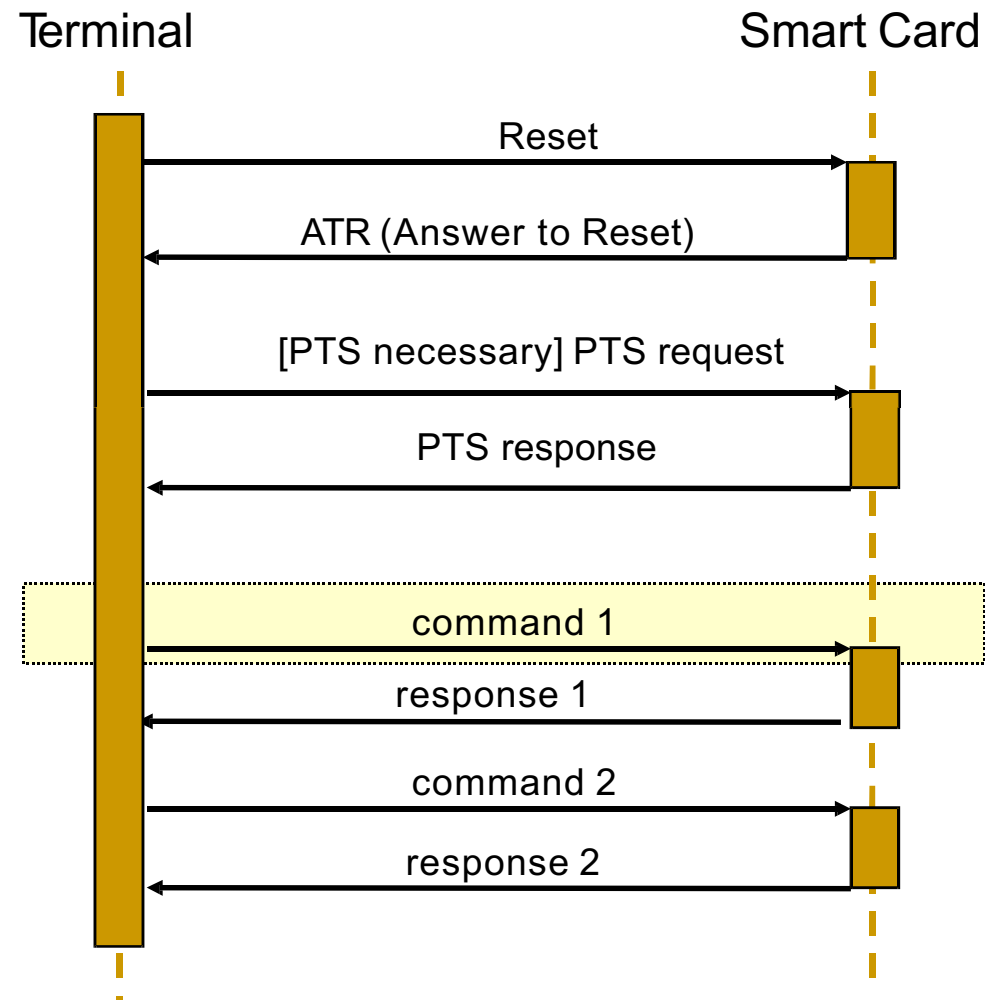 Terminal
Smart Card
Reset
ATR (Answer to Reset)
[PTS necessary] PTS request
PTS response
command 1
response 1
command 2
response 2